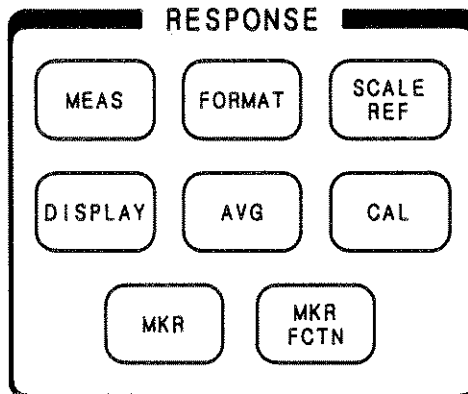 RESPONSE
MEAS FORMAT SCALE REF
DISPLAY AVG CAL
MKR MKR FCTN